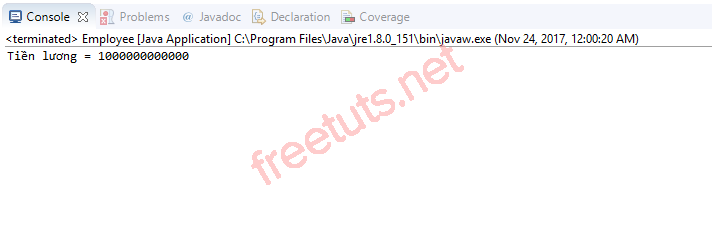 Console Problems @ Javadoc Declaration Coverage
<terminated> Employee [Java Application] C:\Program Files\Java\jre1.8.0_151\bin\javaw.exe (Nov 24, 2017, 12:00:20 AM)
Tiền lương = 1000000000000
freetuts.net